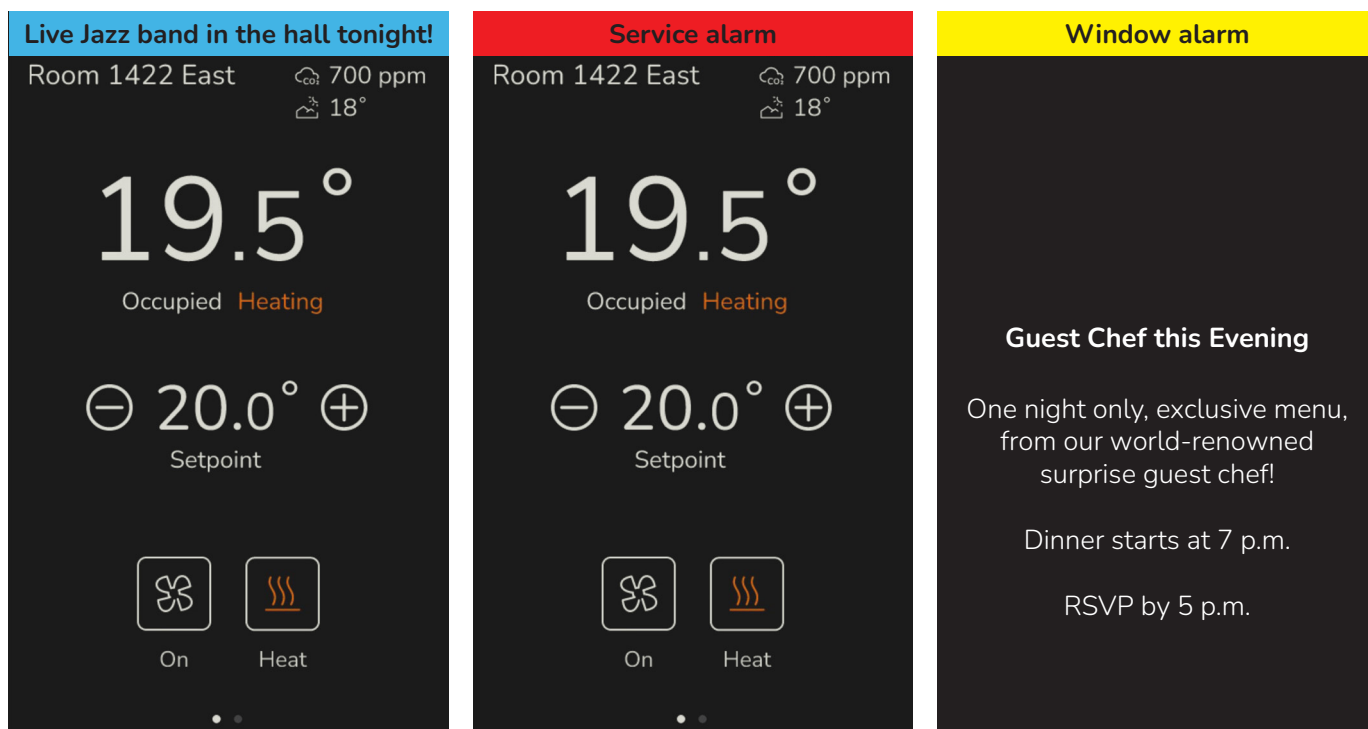 Live Jazz band in the hall tonight!
Room 1422 East
CO₂ 700 ppm
18°
19.5°
Occupied Heating
20.0°
Setpoint
On Heat
Service alarm
Room 1422 East
CO₂ 700 ppm
18°
19.5°
Occupied Heating
20.0°
Setpoint
On Heat
Window alarm
Guest Chef this Evening
One night only, exclusive menu,
from our world-renowned
surprise guest chef!
Dinner starts at 7 p.m.
RSVP by 5 p.m.